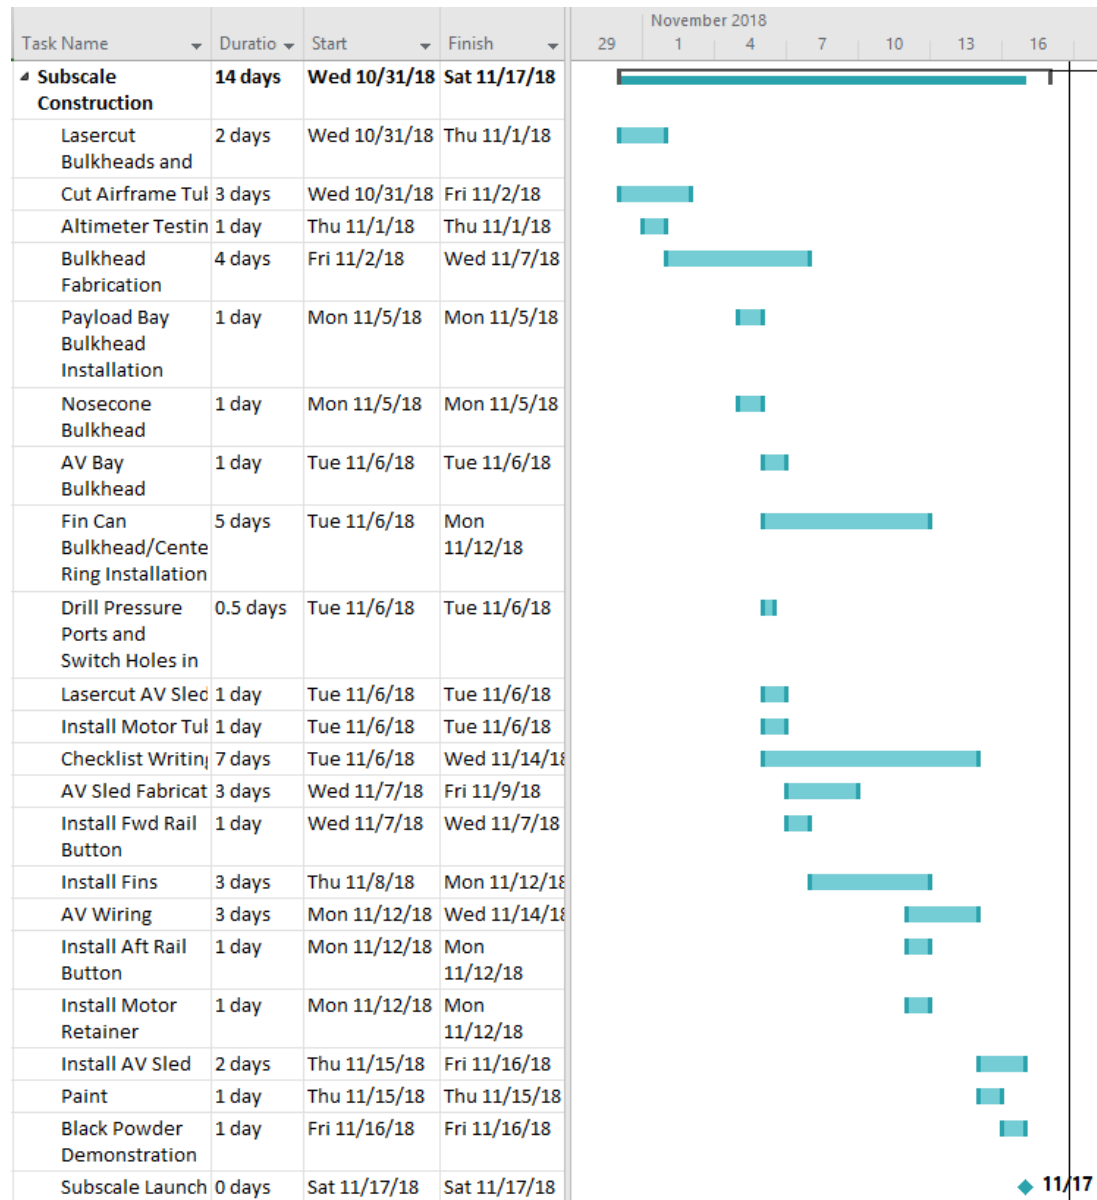 November 2018
Task Name Duratio Start Finish 29 1 4 7 10 13 16
Subscale 14 days Wed 10/31/18 Sat 11/17/18
Construction
Lasercut 2 days Wed 10/31/18 Thu 11/1/18
Bulkheads and
Cut Airframe Tul 3 days Wed 10/31/18 Fri 11/2/18
Altimeter Testin 1 day Thu 11/1/18 Thu 11/1/18
Bulkhead 4 days Fri 11/2/18 Wed 11/7/18
Fabrication
Payload Bay 1 day Mon 11/5/18 Mon 11/5/18
Bulkhead
Installation
Nosecone 1 day Mon 11/5/18 Mon 11/5/18
Bulkhead
AV Bay 1 day Tue 11/6/18 Tue 11/6/18
Bulkhead
Fin Can 5 days Tue 11/6/18 Mon
Bulkhead/Cente 11/12/18
Ring Installation
Drill Pressure 0.5 days Tue 11/6/18 Tue 11/6/18
Ports and
Switch Holes in
Lasercut AV Sled 1 day Tue 11/6/18 Tue 11/6/18
Install Motor Tul 1 day Tue 11/6/18 Tue 11/6/18
Checklist Writing 7 days Tue 11/6/18 Wed 11/14/18
AV Sled Fabricat 3 days Wed 11/7/18 Fri 11/9/18
Install Fwd Rail 1 day Wed 11/7/18 Wed 11/7/18
Button
Install Fins 3 days Thu 11/8/18 Mon 11/12/18
AV Wiring 3 days Mon 11/12/18 Wed 11/14/18
Install Aft Rail 1 day Mon 11/12/18 Mon
Button 11/12/18
Install Motor 1 day Mon 11/12/18 Mon
Retainer 11/12/18
Install AV Sled 2 days Thu 11/15/18 Fri 11/16/18
Paint 1 day Thu 11/15/18 Thu 11/15/18
Black Powder 1 day Fri 11/16/18 Fri 11/16/18
Demonstration
Subscale Launch 0 days Sat 11/17/18 Sat 11/17/18 11/17